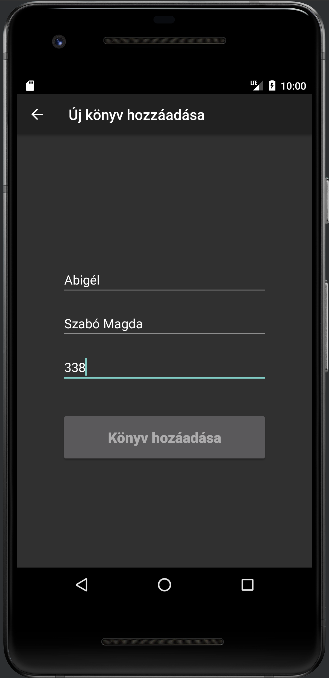 10:00
Új könyv hozzáadása
Abigél
Szabó Magda
338
Könyv hozáadása